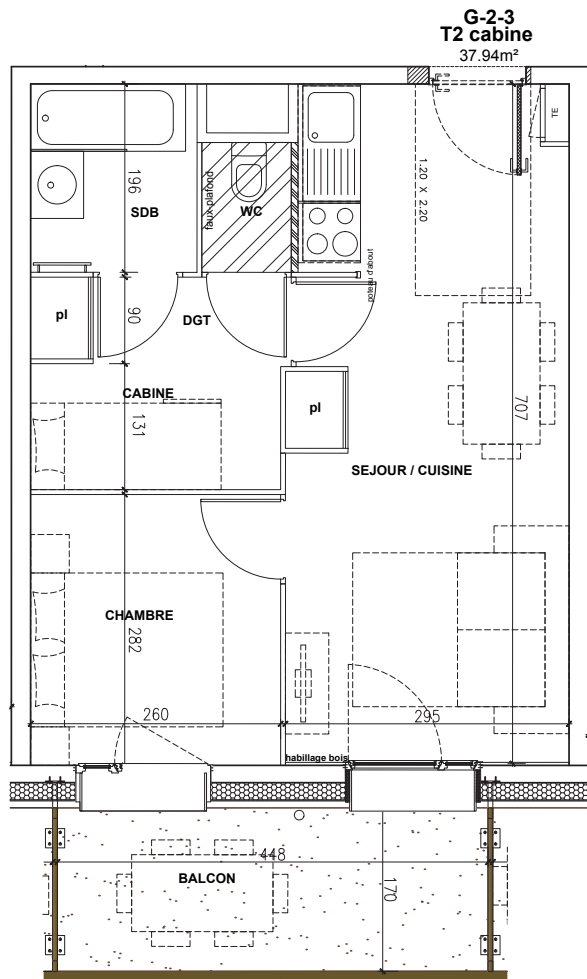 G-2-3
T2 cabine
37.94m²
TE
1.20 X 2.20
196
SDB
faux plafond
WC
poteau d'about
pl
90
DGT
CABINE
131
pl
707
SEJOUR / CUISINE
CHAMBRE
282
260
295
habillage bois
448
BALCON
170